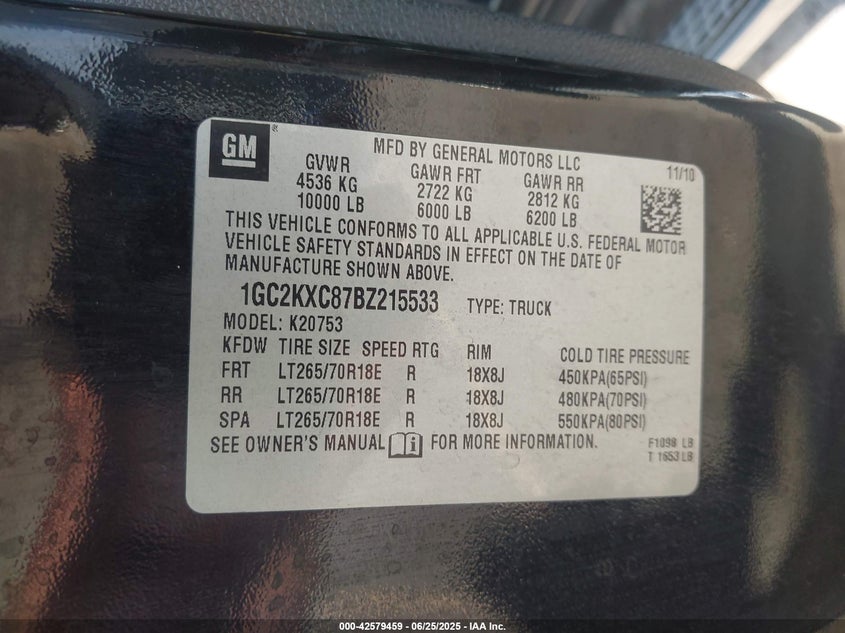 GM ®
MFD BY GENERAL MOTORS LLC
11/10
GVWR GAWR FRT GAWR RR
4536 KG 2722 KG 2812 KG
10000 LB 6000 LB 6200 LB
THIS VEHICLE CONFORMS TO ALL APPLICABLE U.S. FEDERAL MOTOR
VEHICLE SAFETY STANDARDS IN EFFECT ON THE DATE OF
MANUFACTURE SHOWN ABOVE.
1GC2KXC87BZ215533 TYPE: TRUCK
MODEL: K20753
KFDW TIRE SIZE SPEED RTG RIM COLD TIRE PRESSURE
FRT LT265/70R18E R 18X8J 450KPA(65PSI)
RR LT265/70R18E R 18X8J 480KPA(70PSI)
SPA LT265/70R18E R 18X8J 550KPA(80PSI)
SEE OWNER'S MANUAL i FOR MORE INFORMATION.
F1098 LB
T 1653 LB
000-42579459 | 06/25/2025 - IAA Inc.